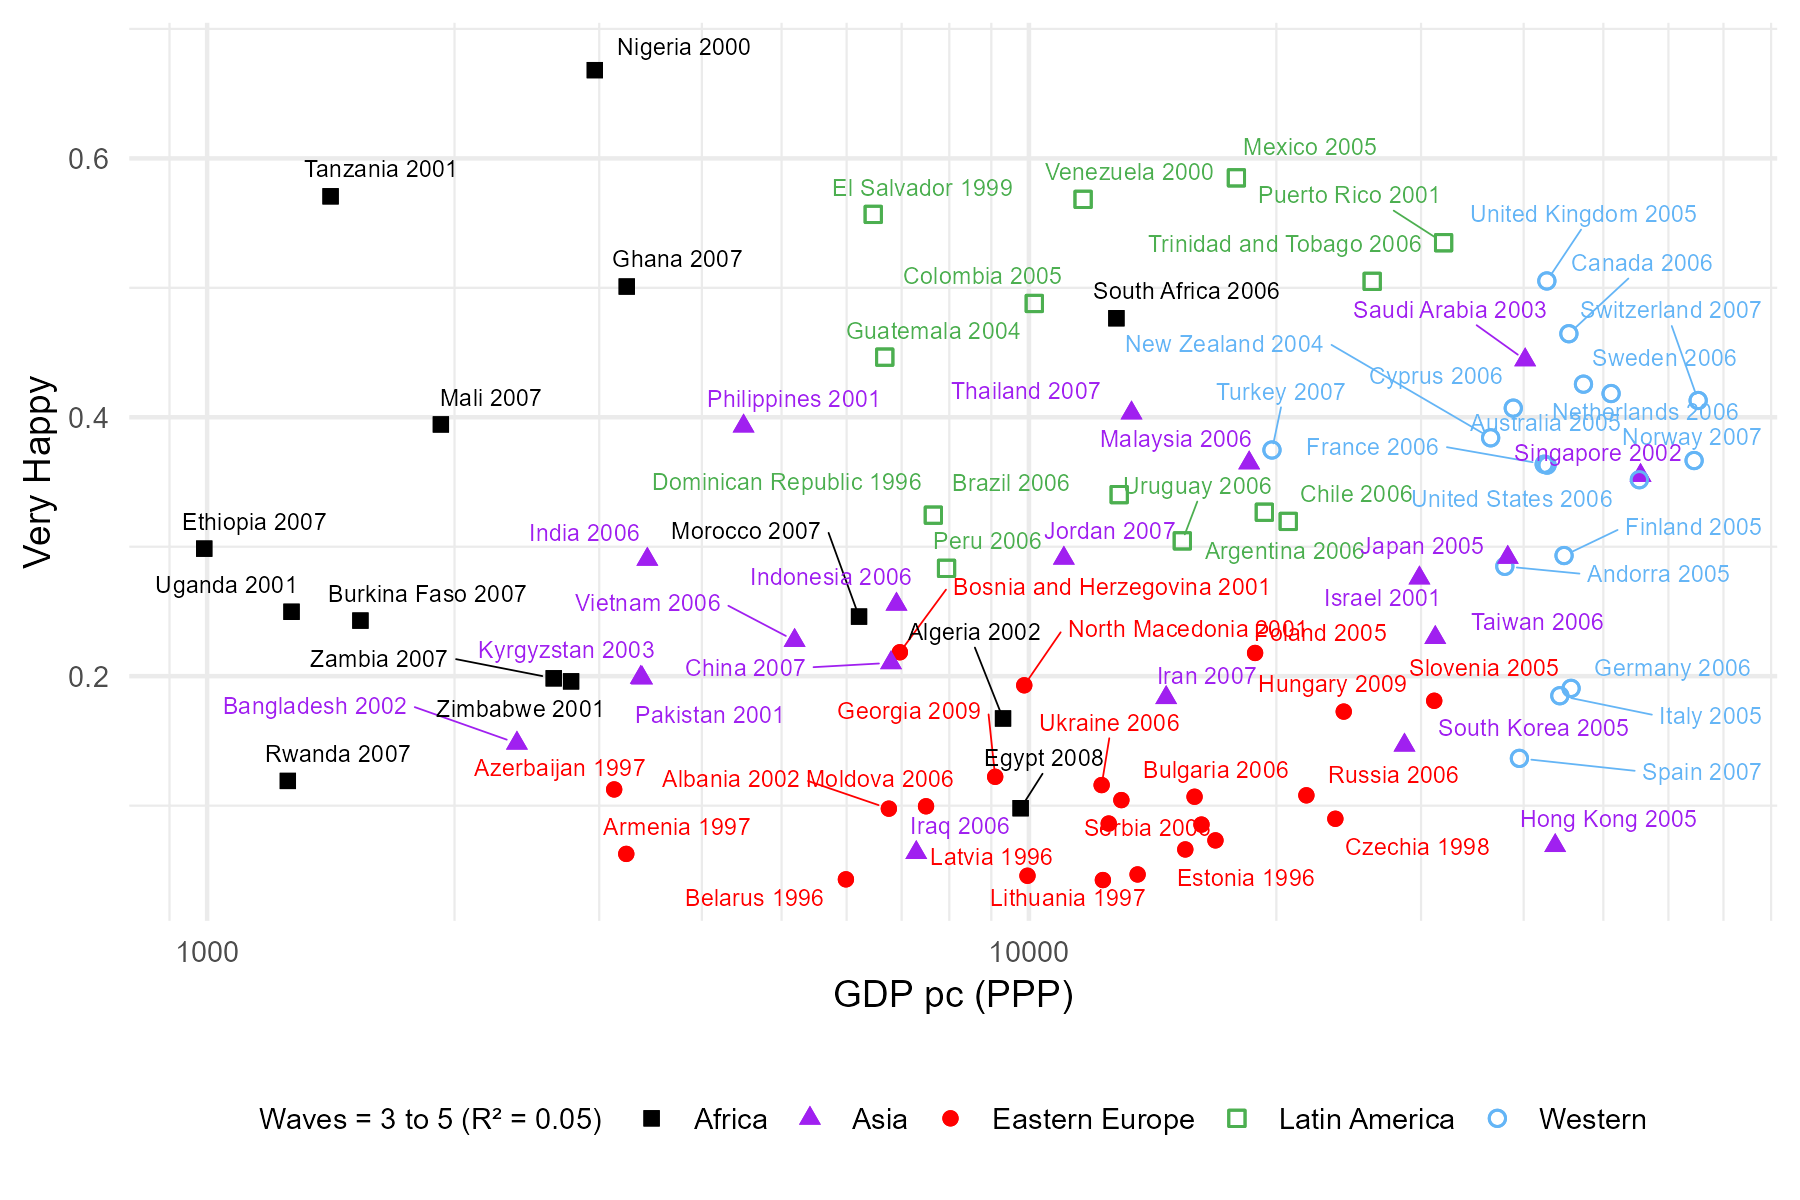 Nigeria 2000
Mexico 2005
0.6
Tanzania 2001
Venezuela 2000
El Salvador 1999
Puerto Rico 2001
United Kingdom 2005
Trinidad and Tobago 2006
Ghana 2007
Canada 2006
Colombia 2005
South Africa 2006
Saudi Arabia 2003
Switzerland 2007
Guatemala 2004
New Zealand 2004
Sweden 2006
Cyprus 2006
Thailand 2007
Turkey 2007
Mali 2007
Philippines 2001
0.4
Netherlands 2006
Australia 2005
Norway 2007
Malaysia 2006
France 2006
Singapore 2002
Very Happy
Dominican Republic 1996
Brazil 2006
Uruguay 2006
Chile 2006
United States 2006
Ethiopia 2007
India 2006
Morocco 2007
Jordan 2007
Finland 2005
Peru 2006
Argentina 2006
Japan 2005
Uganda 2001
Burkina Faso 2007
Indonesia 2006
Bosnia and Herzegovina 2001
Andorra 2005
Israel 2001
Vietnam 2006
Algeria 2002
North Macedonia 2001
Poland 2005
Taiwan 2006
Zambia 2007
Kyrgyzstan 2003
China 2007
0.2
Iran 2007
Hungary 2009
Slovenia 2005
Germany 2006
Bangladesh 2002
Zimbabwe 2001
Pakistan 2001
Georgia 2009
Ukraine 2006
South Korea 2005
Italy 2005
Rwanda 2007
Azerbaijan 1997
Albania 2002
Moldova 2006
Egypt 2008
Bulgaria 2006
Russia 2006
Spain 2007
Armenia 1997
Iraq 2006
Serbia 2006
Hong Kong 2005
Latvia 1996
Czechia 1998
Belarus 1996
Lithuania 1997
Estonia 1996
1000
10000
GDP pc (PPP)
Waves = 3 to 5 (R² = 0.05)
Africa
Asia
Eastern Europe
Latin America
Western